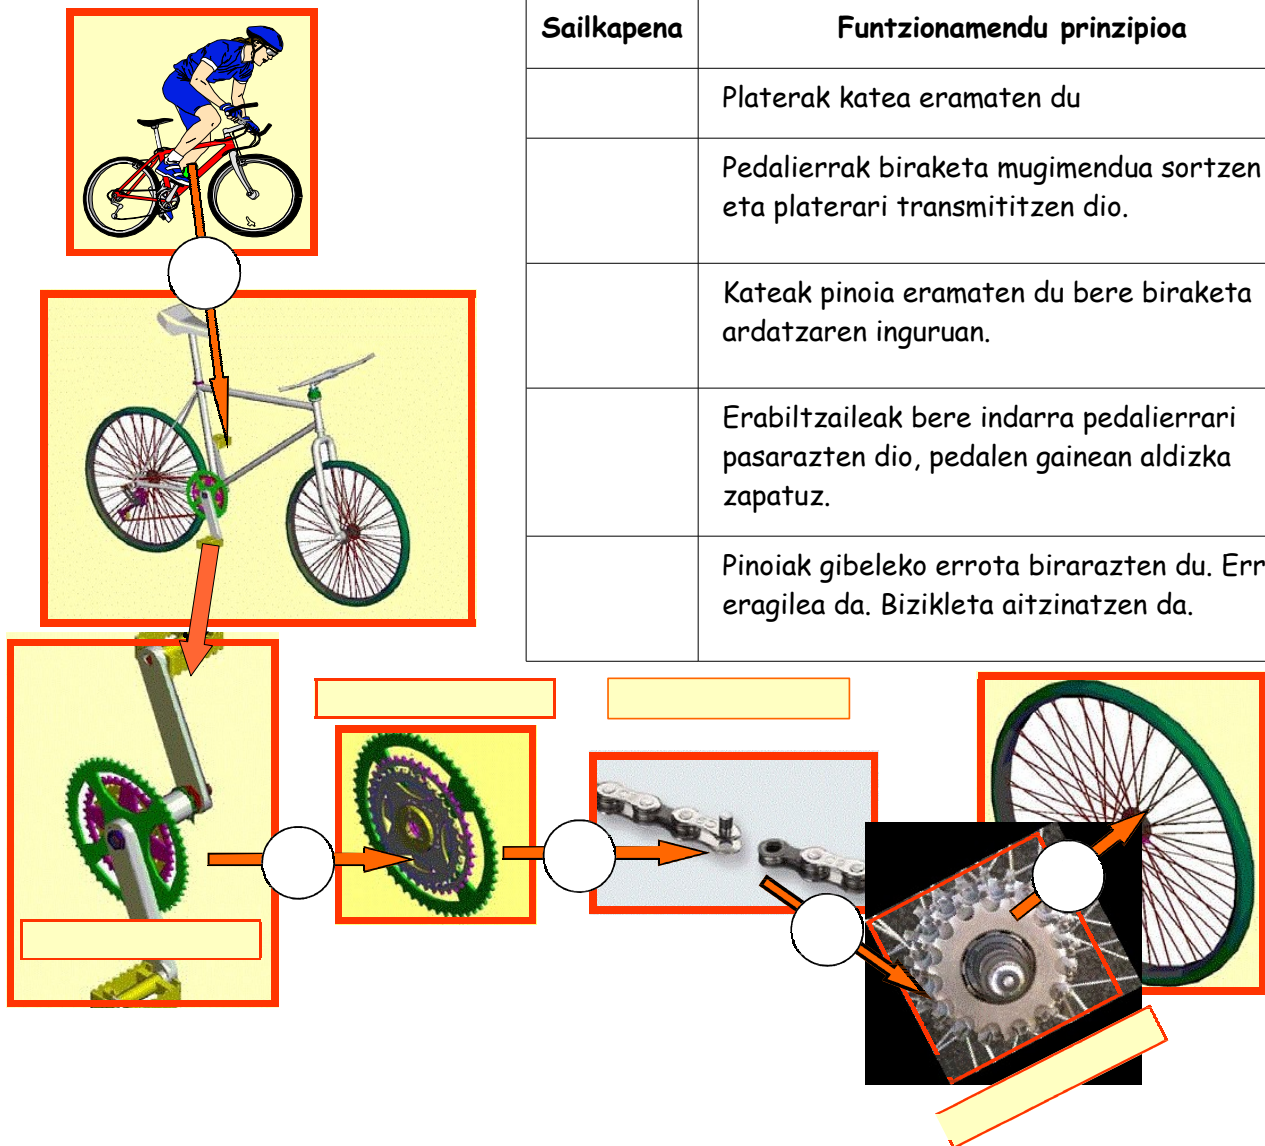 Sailkapena
Funtzionamendu prinzipioa
Platerak katea eramaten du
Pedalierrak biraketa mugimendua sortzen
eta platerari transmititzen dio.
Kateak pinoia eramaten du bere biraketa
ardatzaren inguruan.
Erabiltzaileak bere indarra pedalierrari
pasarazten dio, pedalen gainean aldizka
zapatuz.
Pinoiak gibeleko errota birarazten du. Err
eragilea da. Bizikleta aitzinatzen da.